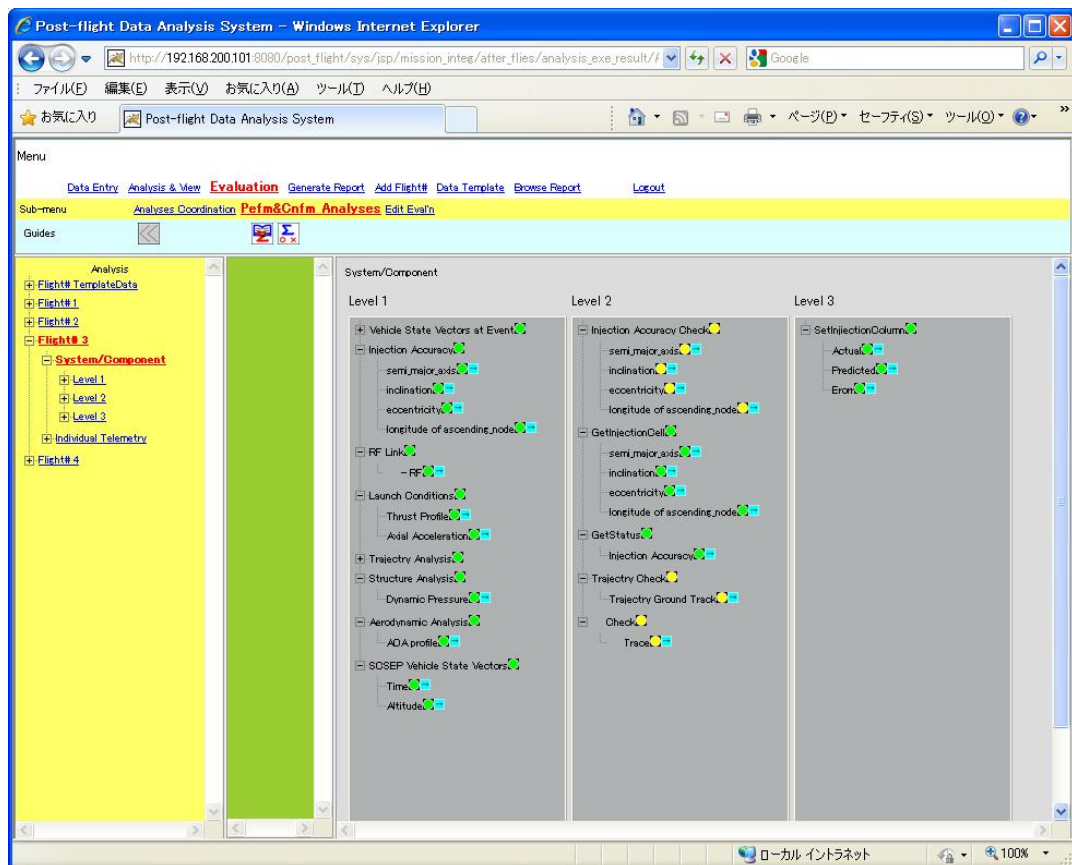 Post-flight Data Analysis System - Windows Internet Explorer
http://192.168.200.101:8080/post_flight/sys/jsp/mission_integ/after_flies/analysis_exe_result/
Google
ファイル(F) 編集(E) 表示(V) お気に入り(A) ツール(T) ヘルプ(H)
お気に入り Post-flight Data Analysis System ページ(P) セーフティ(S) ツール(O)
Menu
Data Entry Analysis & View Evaluation Generate Report Add Flight# Data Template Browse Report Logout
Sub-menu Analyses Coordination Pefm&Cnfm Analyses Edit Eval'n
Guides
Analysis
Flight# TemplateData
Flight# 1
Flight# 2
Flight# 3
System/Component
Level 1
Level 2
Level 3
Individual Telemetry
Flight# 4
System/Component
Level 1
Vehicle State Vectors at Event
Injection Accuracy
semi_major_axis
inclination
eccentricity
longitude of ascending_node
RF Link
- RF
Launch Conditions
Thrust Profile
Axial Acceleration
Trajectry Analysis
Structure Analysis
Dynamic Pressure
Aerodynamic Analysis
AOA profile
SOSEP Vehicle State Vectors
Time
Altitude
Level 2
Injection Accuracy Check
semi_major_axis
inclination
eccentricity
longitude of ascending_node
GetInjectionCell
semi_major_axis
inclination
eccentricity
longitude of ascending_node
GetStatus
Injection Accuracy
Trajectry Check
Trajectry Ground Track
Check
Trace
Level 3
SetInjectionColumn
Actual
Predicted
Erorr
ローカル イントラネット 100%